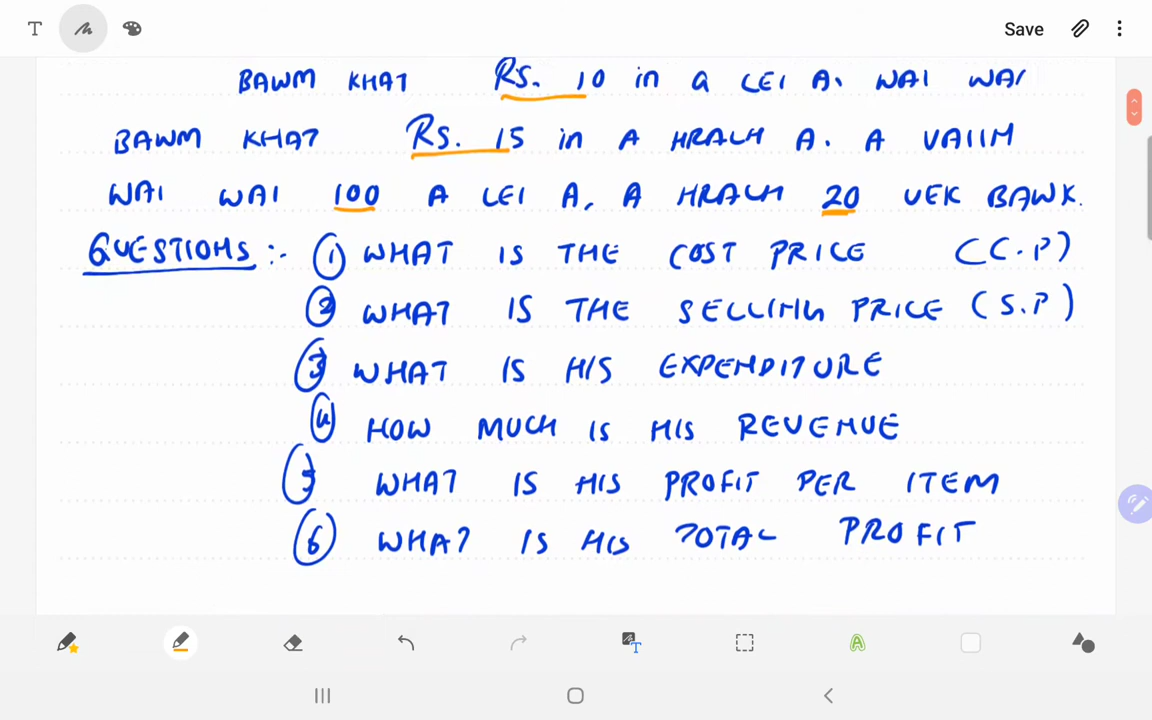 T Save
BAWM KHAT Rs. 10 in a LEI A. WAI WAI
BAWM KHAT Rs. 15 in A HRALH A. A VAIIN
WAI WAI 100 A LEI A, A HRALH 20 VEK BAWK.
QUESTIONS :- (1) WHAT IS THE COST PRICE (C.P)
(2) WHAT IS THE SELLING PRICE (S.P)
(3) WHAT IS HIS EXPENDITURE
(4) HOW MUCH IS HIS REVENUE
(5) WHAT IS HIS PROFIT PER ITEM
(6) WHAT IS HIS TOTAL PROFIT